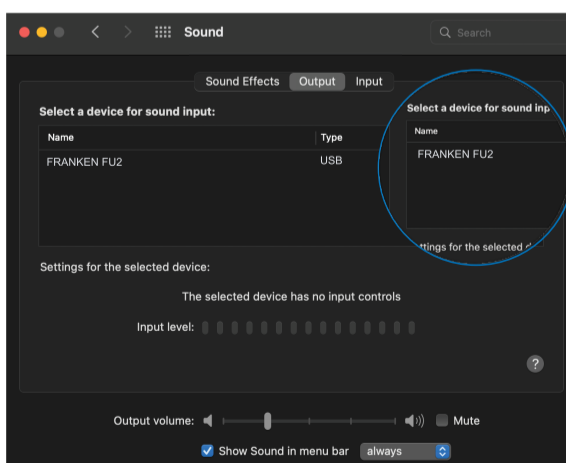 Sound
Search
Sound Effects Output Input
Select a device for sound input:
Name Type
FRANKEN FU2 USB
Select a device for sound inp
Name
FRANKEN FU2
ttings for the selected d
Settings for the selected device:
The selected device has no input controls
Input level:
?
Output volume: Mute
Show Sound in menu bar always